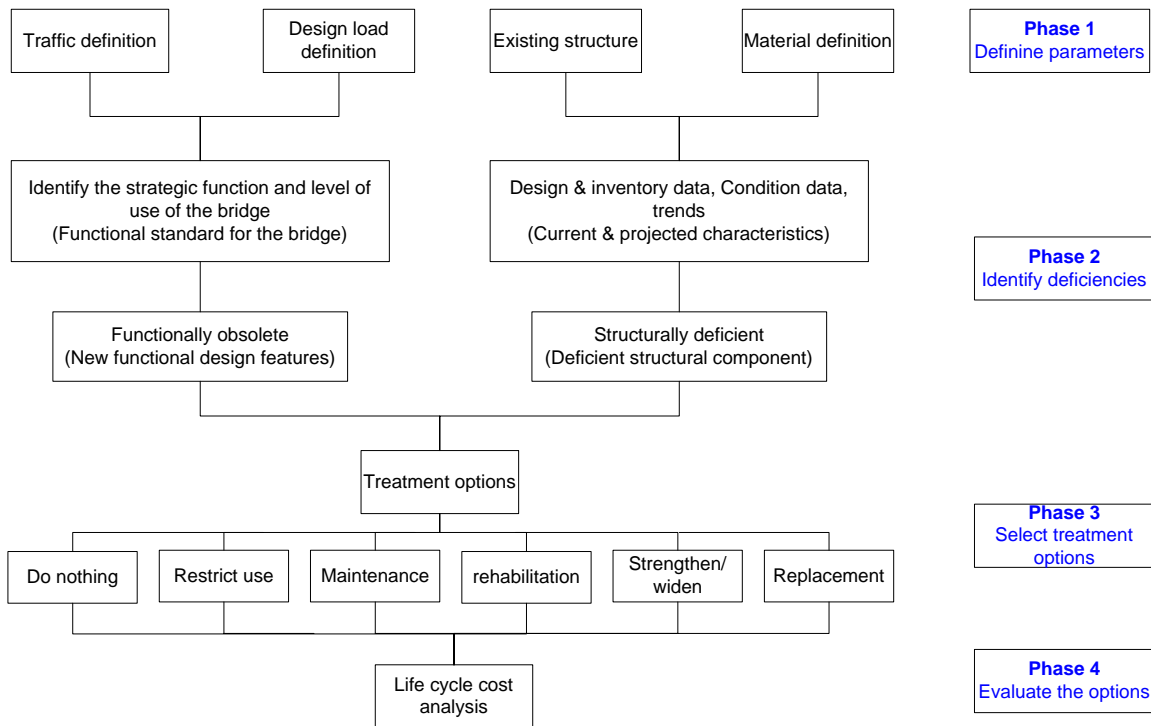 Traffic definition
Design load
definition
Existing structure
Material definition
Phase 1
Definine parameters
Identify the strategic function and level of
use of the bridge
(Functional standard for the bridge)
Design & inventory data, Condition data,
trends
(Current & projected characteristics)
Phase 2
Identify deficiencies
Functionally obsolete
(New functional design features)
Structurally deficient
(Deficient structural component)
Treatment options
Phase 3
Select treatment
options
Do nothing
Restrict use
Maintenance
rehabilitation
Strengthen/
widen
Replacement
Life cycle cost
analysis
Phase 4
Evaluate the options